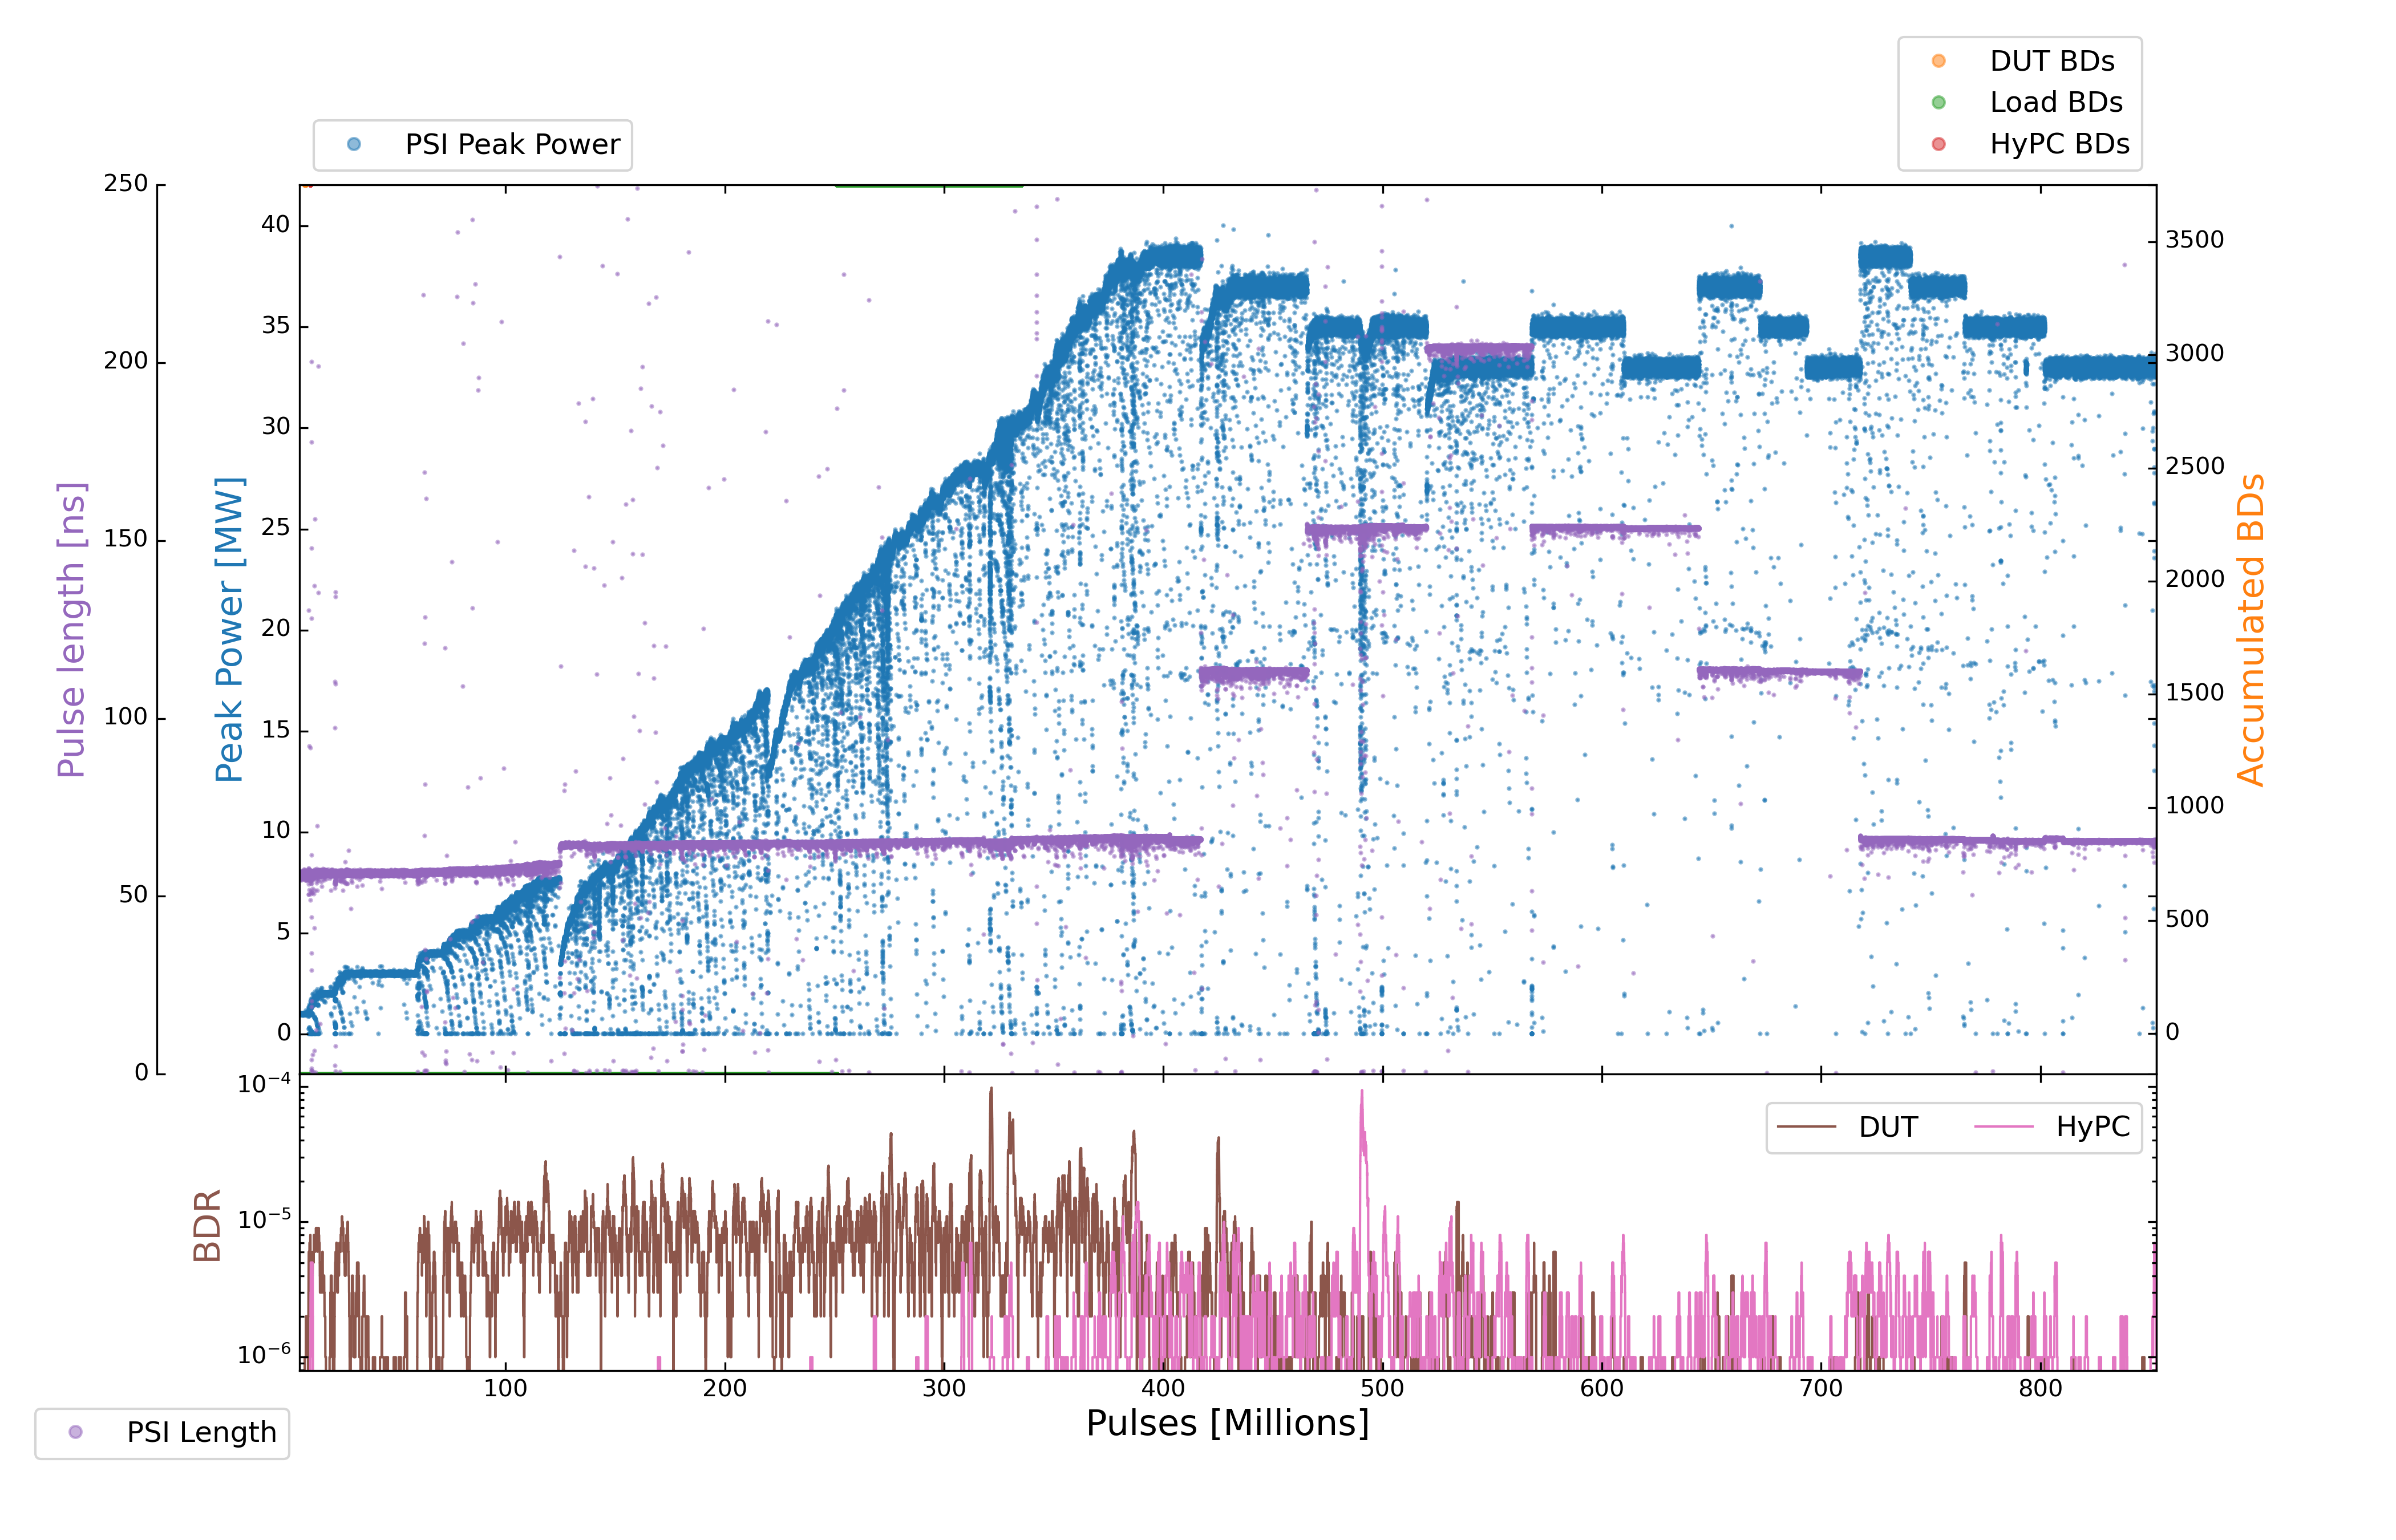 DUT BDs
Load BDs
HyPC BDs
PSI Peak Power
250
200
150
100
50
0
Pulse length [ns]
40
35
30
25
20
15
10
5
0
Peak Power [MW]
3500
3000
2500
2000
1500
1000
500
0
Accumulated BDs
10⁻⁴
10⁻⁵
10⁻⁶
BDR
DUT HyPC
100 200 300 400 500 600 700 800
Pulses [Millions]
PSI Length